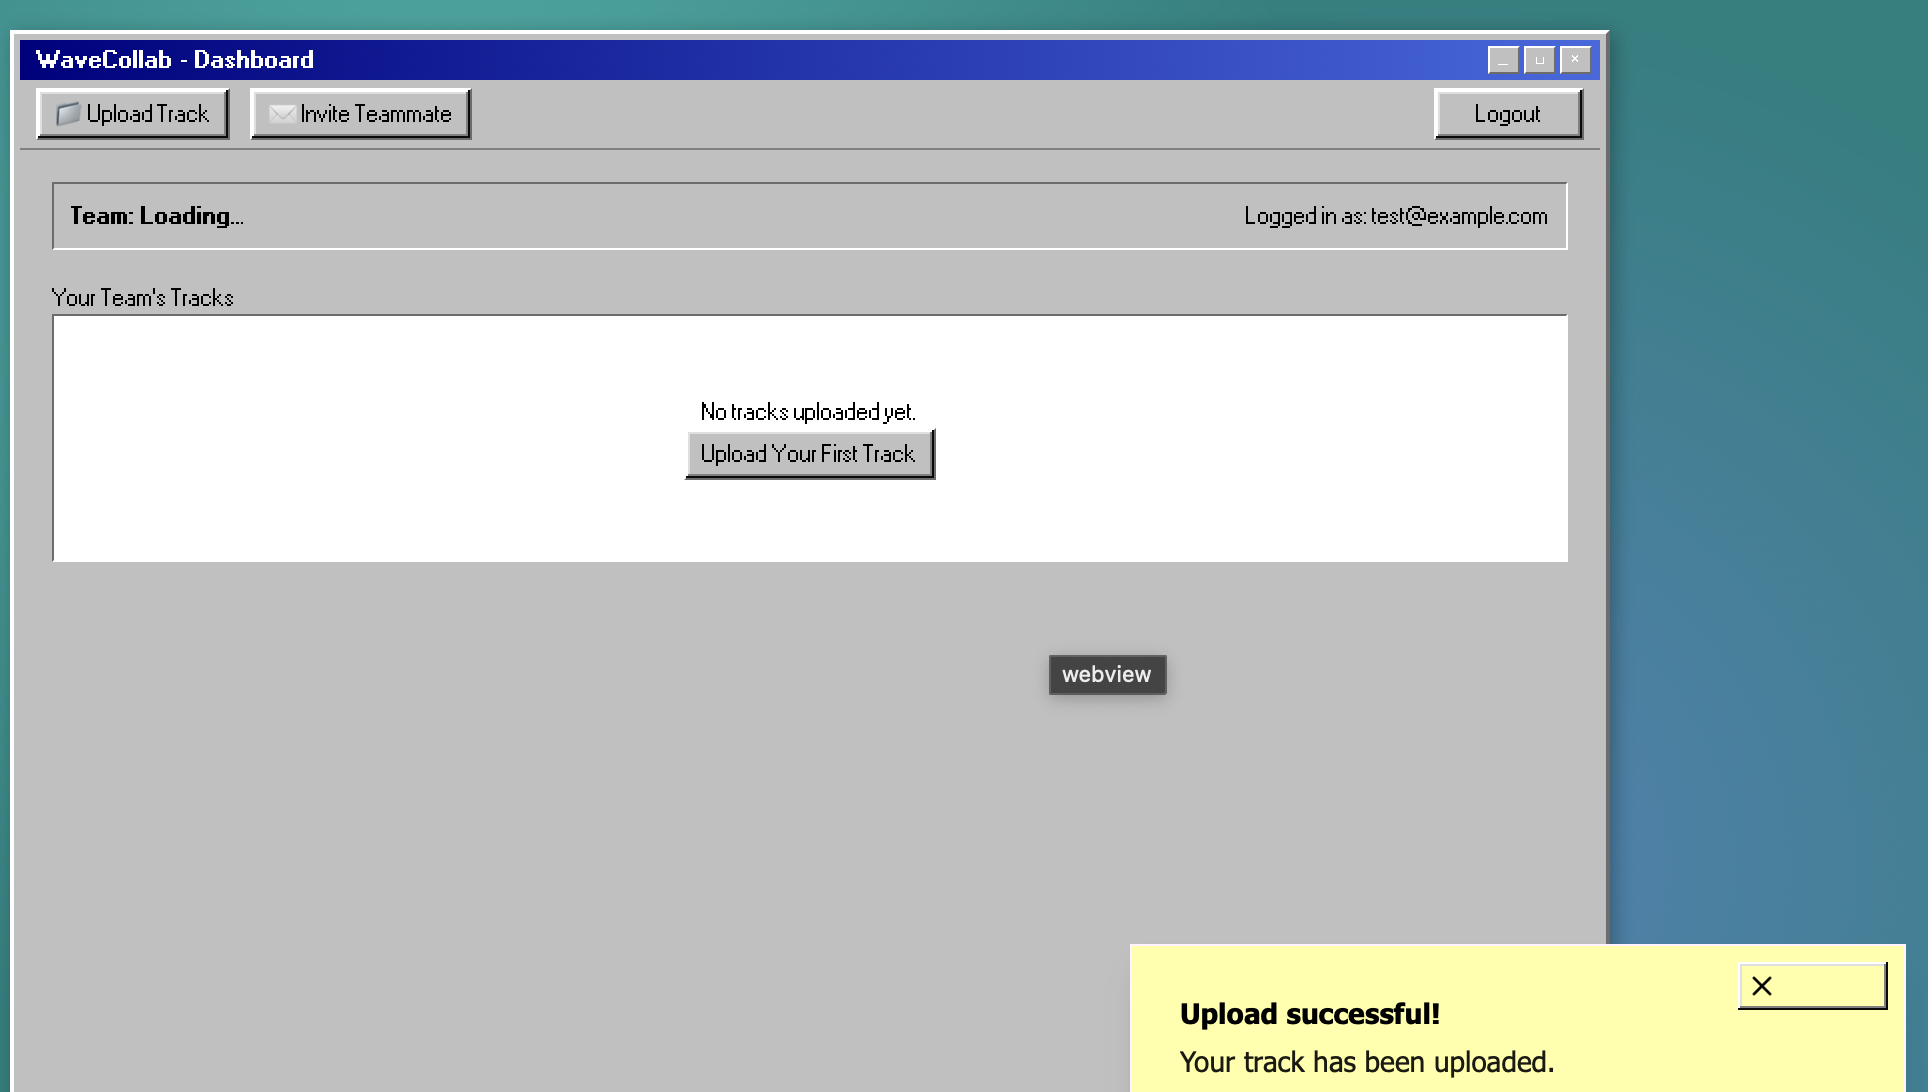 WaveCollab - Dashboard
Upload Track
Invite Teammate
Logout
Team: Loading...
Logged in as: test@example.com
Your Team's Tracks
No tracks uploaded yet.
Upload Your First Track
webview
Upload successful!
Your track has been uploaded.